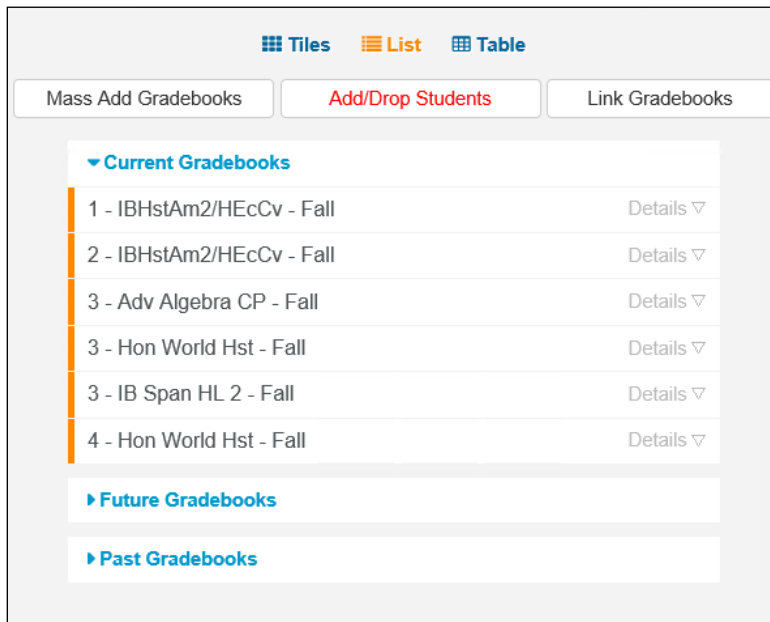 Tiles List Table
Mass Add Gradebooks Add/Drop Students Link Gradebooks
Current Gradebooks
1 - IBHstAm2/HEcCv - Fall Details
2 - IBHstAm2/HEcCv - Fall Details
3 - Adv Algebra CP - Fall Details
3 - Hon World Hst - Fall Details
3 - IB Span HL 2 - Fall Details
4 - Hon World Hst - Fall Details
Future Gradebooks
Past Gradebooks